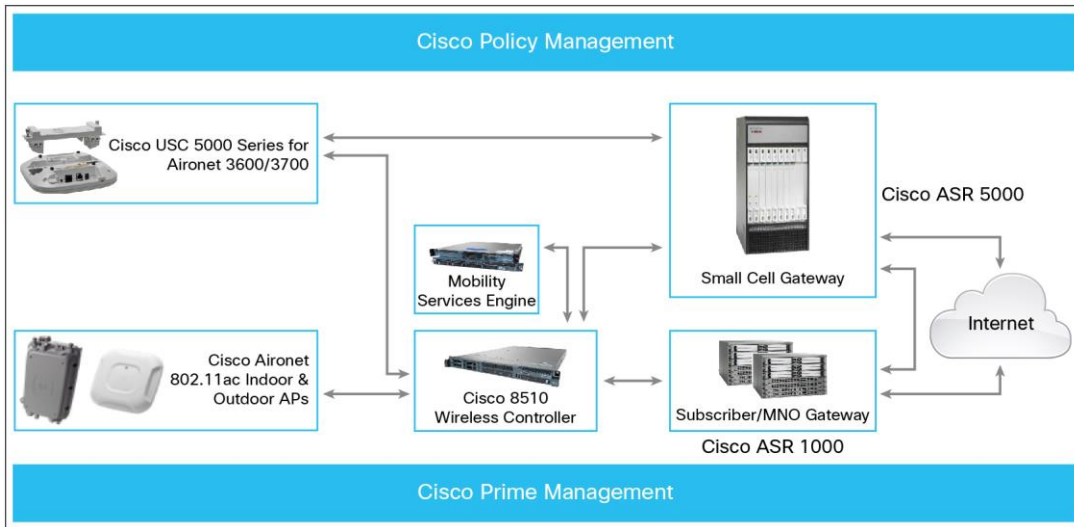 Cisco Policy Management
Cisco USC 5000 Series for
Aironet 3600/3700
Cisco ASR 5000
Small Cell Gateway
Mobility
Services Engine
Internet
Cisco Aironet
802.11ac Indoor &
Outdoor APs
Cisco 8510
Wireless Controller
Subscriber/MNO Gateway
Cisco ASR 1000
Cisco Prime Management